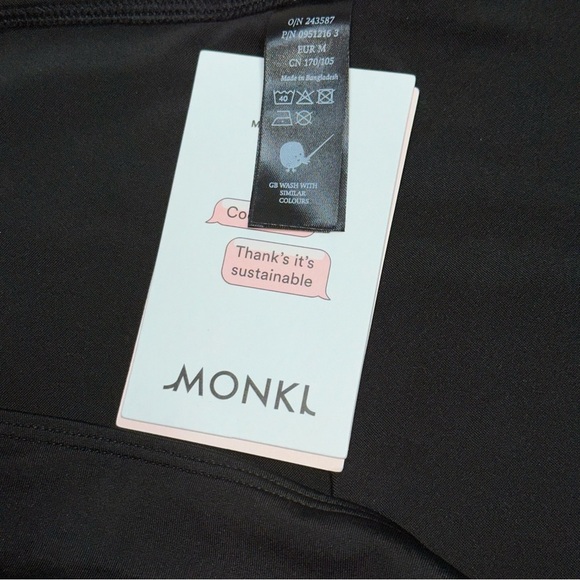 O/N 243587
P/N 0951216 3
EUR M
CN 170/105
Made in Bangladesh
40
GB WASH WITH
SIMILAR
COLOURS.
Thank's it's
sustainable
MONKI